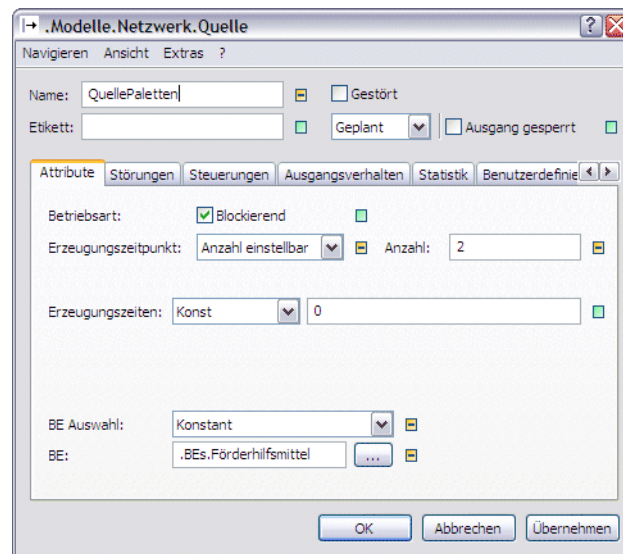 .Modelle.Netzwerk.Quelle
Navigieren Ansicht Extras ?
Name: QuellePaletten Gestört
Etikett: Geplant Ausgang gesperrt
Attribute Störungen Steuerungen Ausgangsverhalten Statistik Benutzerdefinie
Betriebsart: Blockierend
Erzeugungszeitpunkt: Anzahl einstellbar Anzahl: 2
Erzeugungszeiten: Konst 0
BE Auswahl: Konstant
BE: .BEs.Förderhilfsmittel ...
OK Abbrechen Übernehmen